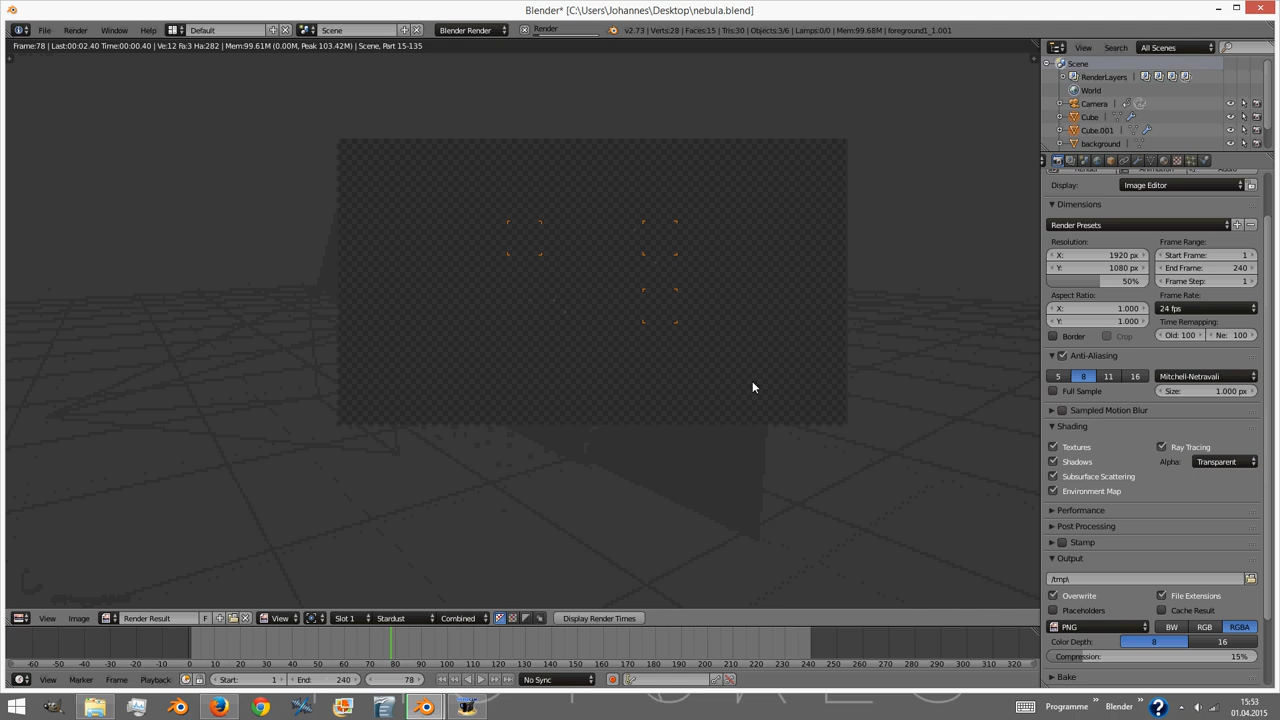 Blender* [C:\Users\Johannes\Desktop\nebula.blend]
File Render Window Help Default Scene Blender Render Render v2.73 | Verts:28 | Faces:15 | Tris:30 | Objects:3/6 | Lamps:0/0 | Mem:99.68M | foreground1_1.001
Frame:78 | Last:00:02.40 Time:00:00.40 | Ve:12 Fa:3 Ha:282 | Mem:99.61M (0.00M, Peak 103.42M) | Scene, Part 15-135
View Search All Scenes
Scene
RenderLayers
World
Camera
Cube
Cube.001
background
Display: Image Editor
Dimensions
Render Presets
Resolution: Frame Range:
X: 1920 px Start Frame: 1
Y: 1080 px End Frame: 240
50% Frame Step: 1
Aspect Ratio: Frame Rate:
X: 1.000 24 fps
Y: 1.000 Time Remapping:
Border Crop Old: 100 Ne: 100
Anti-Aliasing
5 8 11 16 Mitchell-Netravali
Full Sample Size: 1.000 px
Sampled Motion Blur
Shading
Textures Ray Tracing
Shadows Alpha: Transparent
Subsurface Scattering
Environment Map
Performance
Post Processing
Stamp
Output
/tmp\
Overwrite File Extensions
Placeholders Cache Result
PNG BW RGB RGBA
Color Depth: 8 16
Compression: 15%
Bake
View Image Render Result F View Slot 1 Stardust Combined Display Render Times
-60 -50 -40 -30 -20 -10 0 10 20 30 40 50 60 70 80 90 100 110 120 130 140 150 160 170 180 190 200 210 220 230 240 250 260 270 280 290 300 310 320
View Marker Frame Playback Start: 1 End: 240 78 No Sync
Programme » Blender » 15:53
01.04.2015